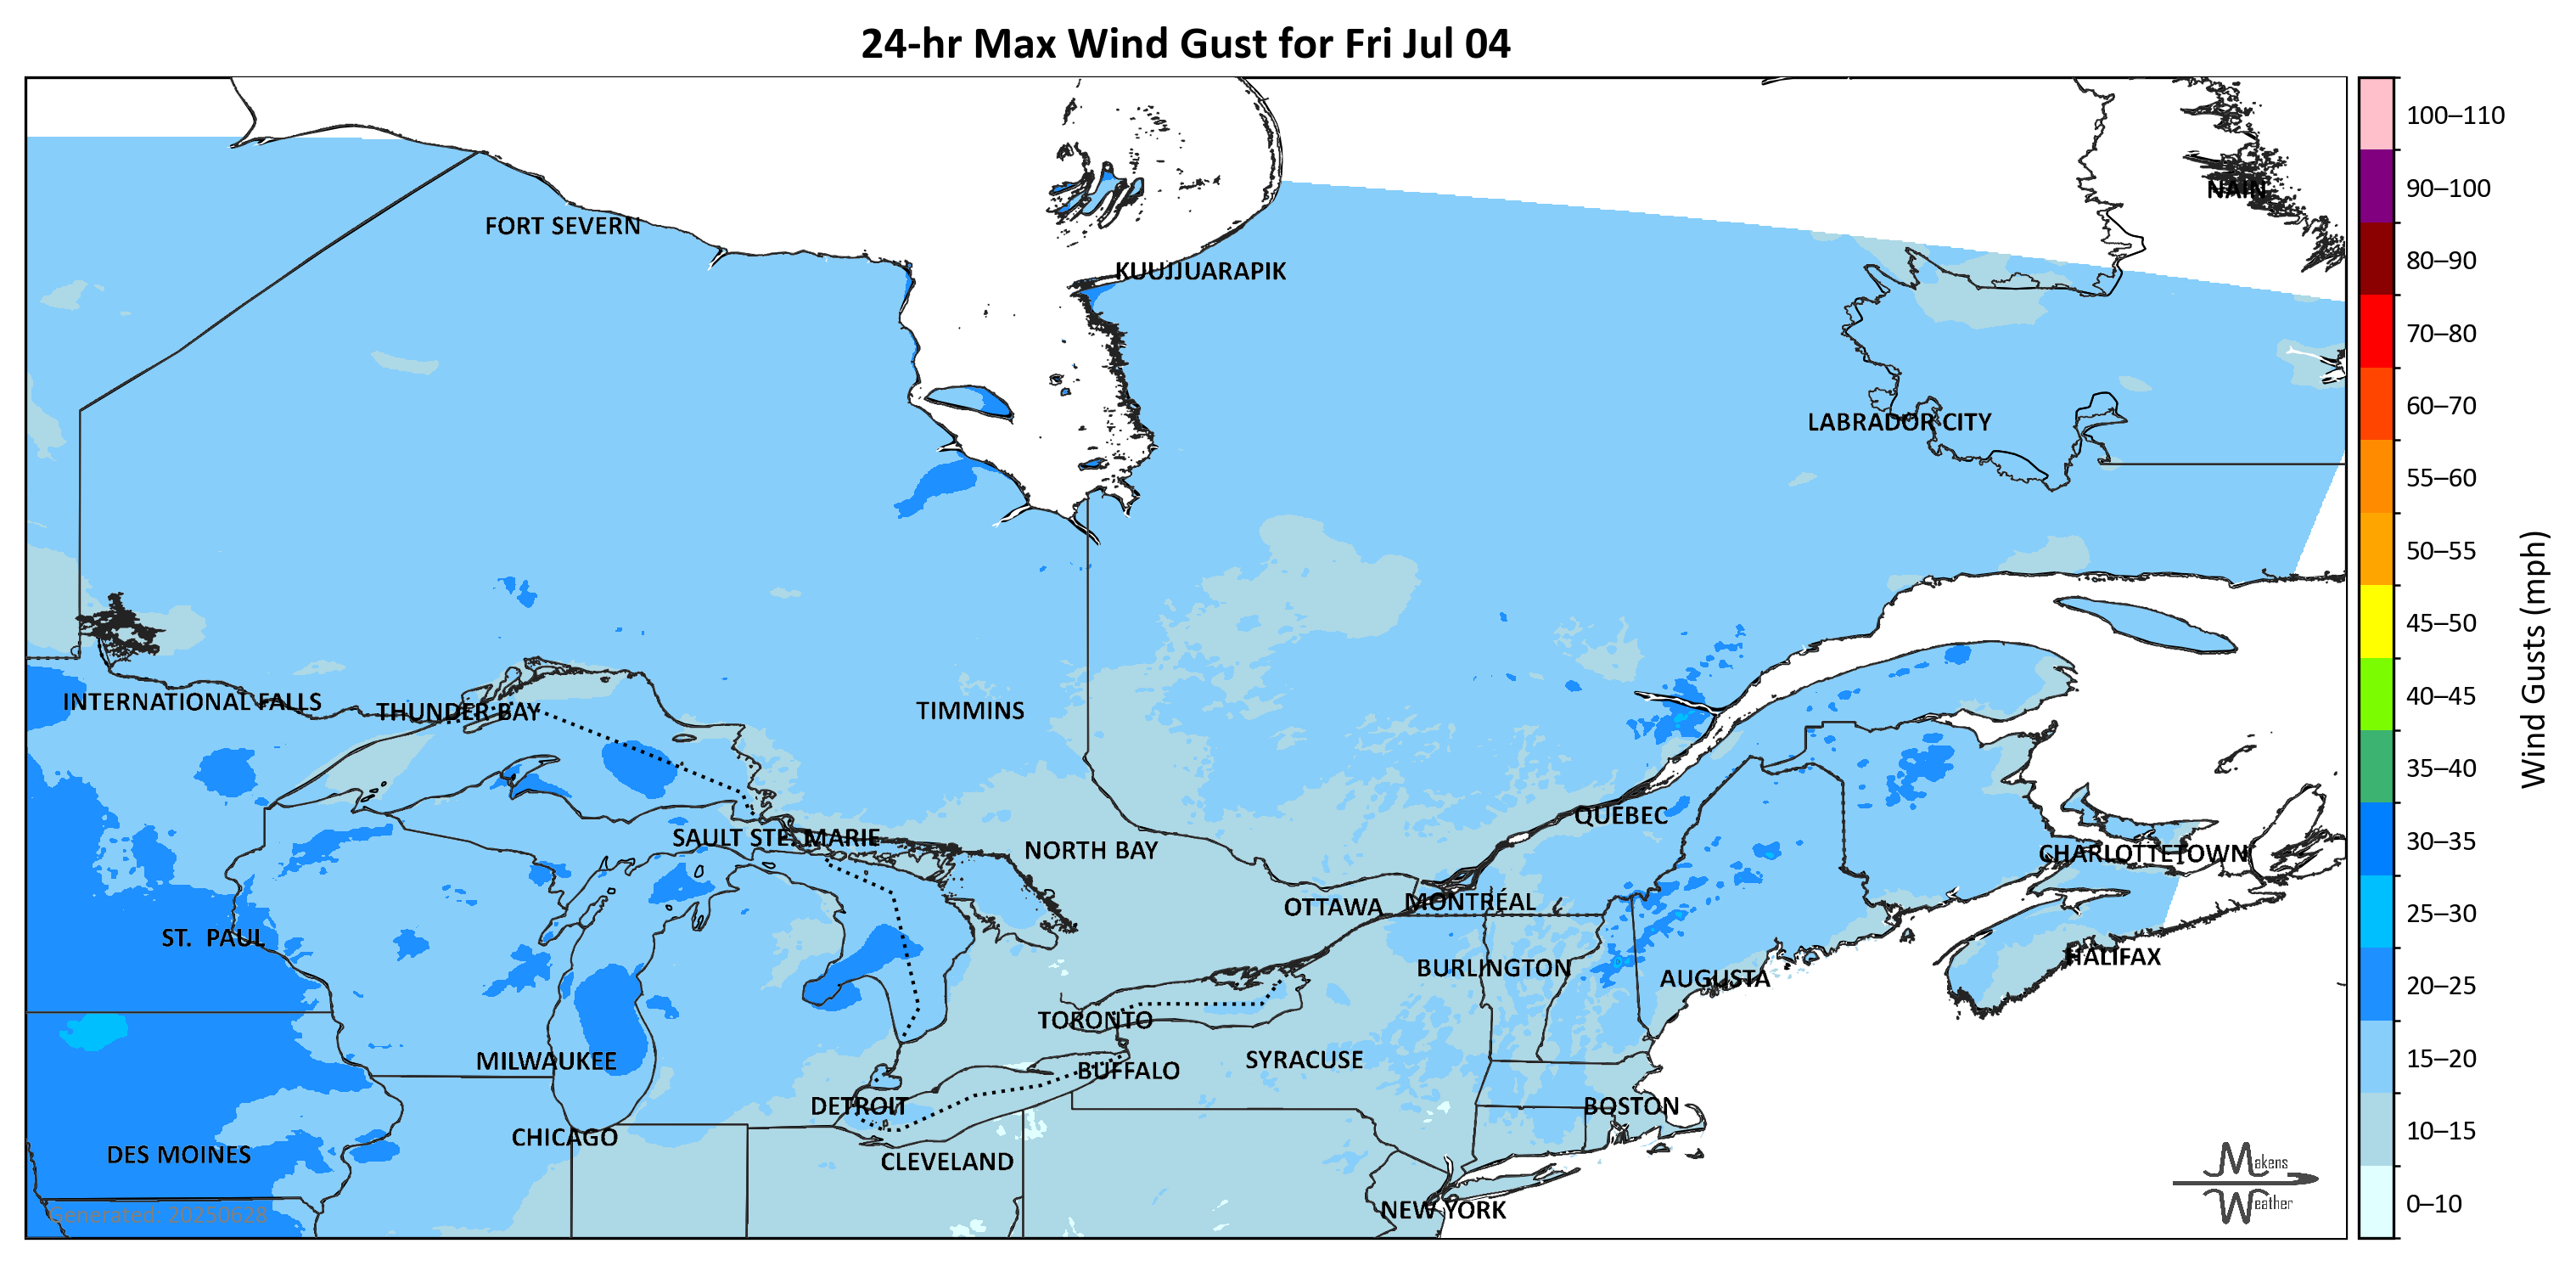 24-hr Max Wind Gust for Fri Jul 04
100–110
90–100
80–90
70–80
60–70
55–60
50–55
45–50
40–45
35–40
30–35
25–30
20–25
15–20
10–15
0–10
Wind Gusts (mph)
NAIN
FORT SEVERN
KUUJJUARAPIK
LABRADOR CITY
INTERNATIONAL FALLS
THUNDER BAY
TIMMINS
QUEBEC
SAULT STE. MARIE
NORTH BAY
CHARLOTTETOWN
OTTAWA
MONTRÉAL
ST.  PAUL
HALIFAX
BURLINGTON
AUGUSTA
TORONTO
MILWAUKEE
SYRACUSE
BUFFALO
DETROIT
BOSTON
CHICAGO
DES MOINES
CLEVELAND
NEW YORK
Generated: 20250628
Makens
Weather